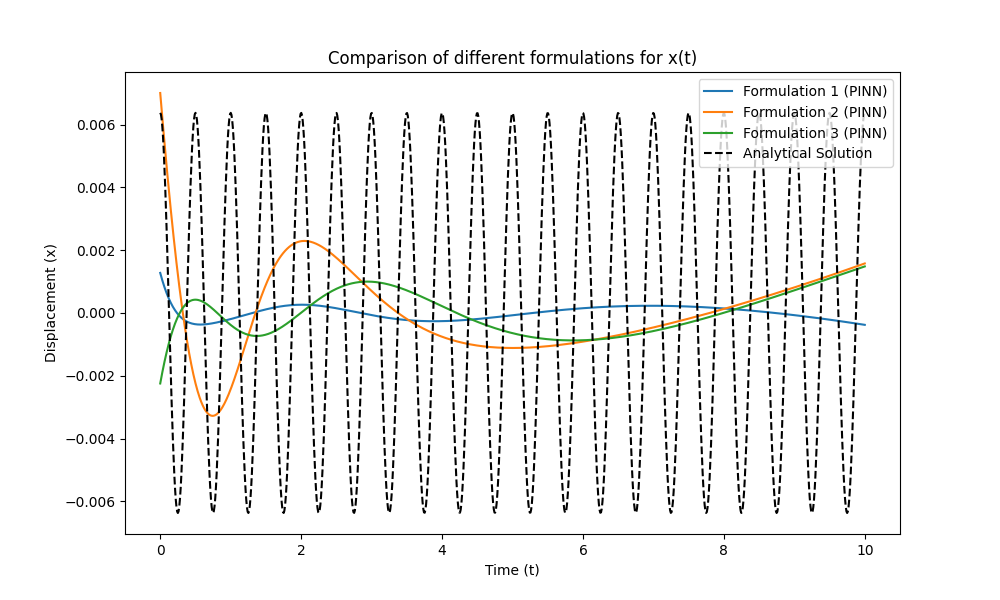 Comparison of different formulations for x(t)
Formulation 1 (PINN)
Formulation 2 (PINN)
Formulation 3 (PINN)
Analytical Solution
Displacement (x)
0.006
0.004
0.002
0.000
−0.002
−0.004
−0.006
0 2 4 6 8 10
Time (t)